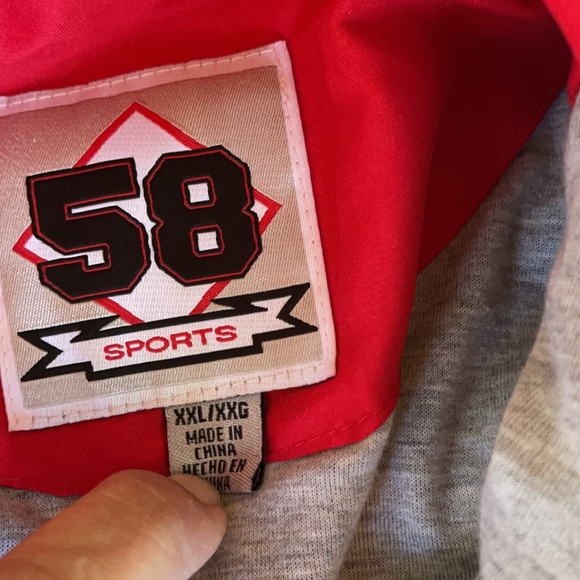 58
SPORTS
XXL/XXG
MADE IN
CHINA
HECHO EN